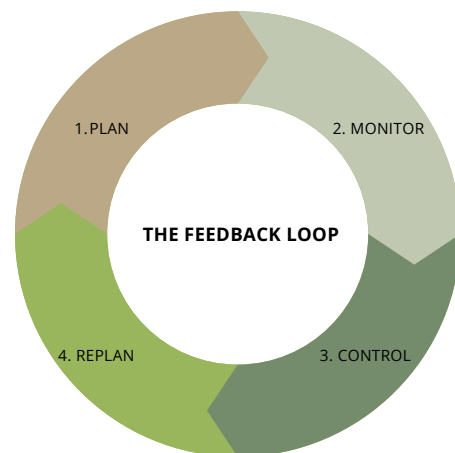 1.PLAN
2. MONITOR
THE FEEDBACK LOOP
4. REPLAN
3. CONTROL